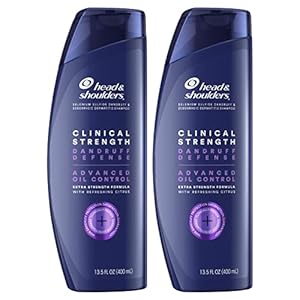 head&
shoulders
SELENIUM SULFIDE DANDRUFF &
SEBORRHEIC DERMATITIS SHAMPOO
CLINICAL
STRENGTH
DANDRUFF
DEFENSE
ADVANCED
OIL CONTROL
EXTRA STRENGTH FORMULA
WITH REFRESHING CITRUS
13.5 fl oz (400 mL)
head&
shoulders
SELENIUM SULFIDE DANDRUFF &
SEBORRHEIC DERMATITIS SHAMPOO
CLINICAL
STRENGTH
DANDRUFF
DEFENSE
ADVANCED
OIL CONTROL
EXTRA STRENGTH FORMULA
WITH REFRESHING CITRUS
13.5 fl oz (400 mL)